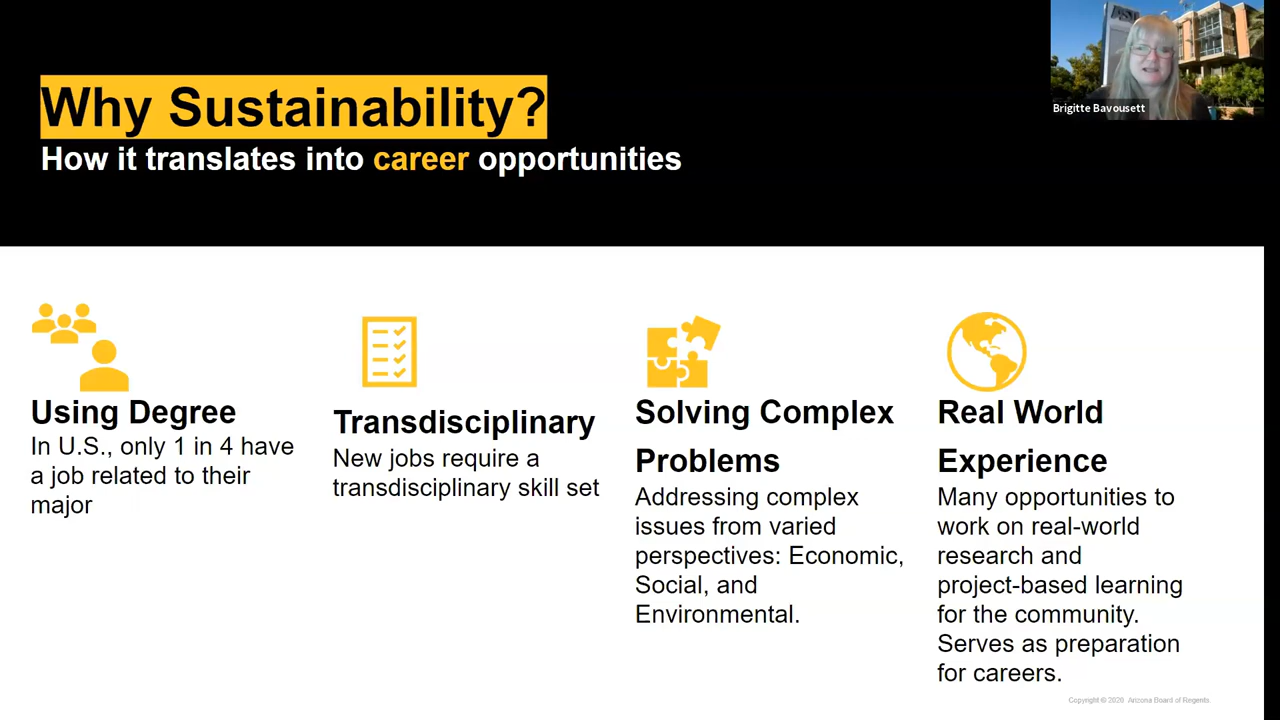 ASU
Brigitte Bavousett
Why Sustainability?
How it translates into career opportunities
Using Degree
In U.S., only 1 in 4 have
a job related to their
major
Transdisciplinary
New jobs require a
transdisciplinary skill set
Solving Complex
Problems
Addressing complex
issues from varied
perspectives: Economic,
Social, and
Environmental.
Real World
Experience
Many opportunities to
work on real-world
research and
project-based learning
for the community.
Serves as preparation
for careers.
Copyright © 2020 Arizona Board of Regents.